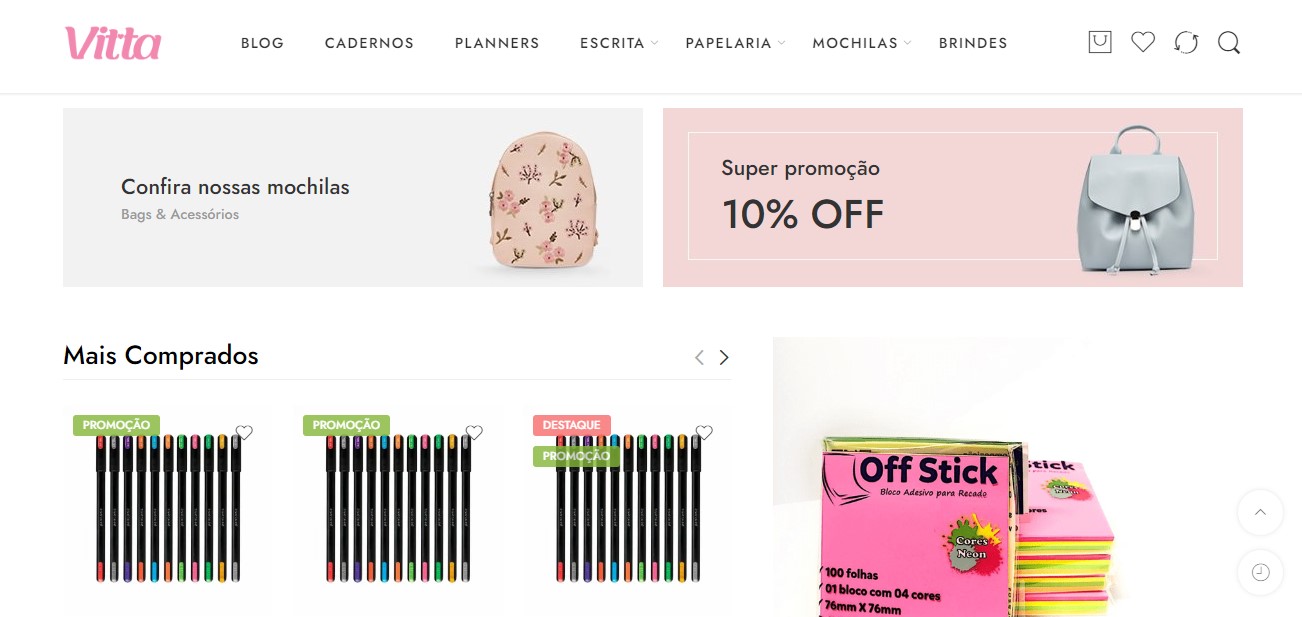 Vitta
BLOG
CADERNOS
PLANNERS
ESCRITA
PAPELARIA
MOCHILAS
BRINDES
Confira nossas mochilas
Bags & Acessórios
Super promoção
10% OFF
Mais Comprados
PROMOÇÃO
PROMOÇÃO
DESTAQUE
PROMOÇÃO
Off Stick
Bloco Adesivo para Recado
Cores
Neon
100 folhas
01 bloco com 04 cores
76mm X 76mm